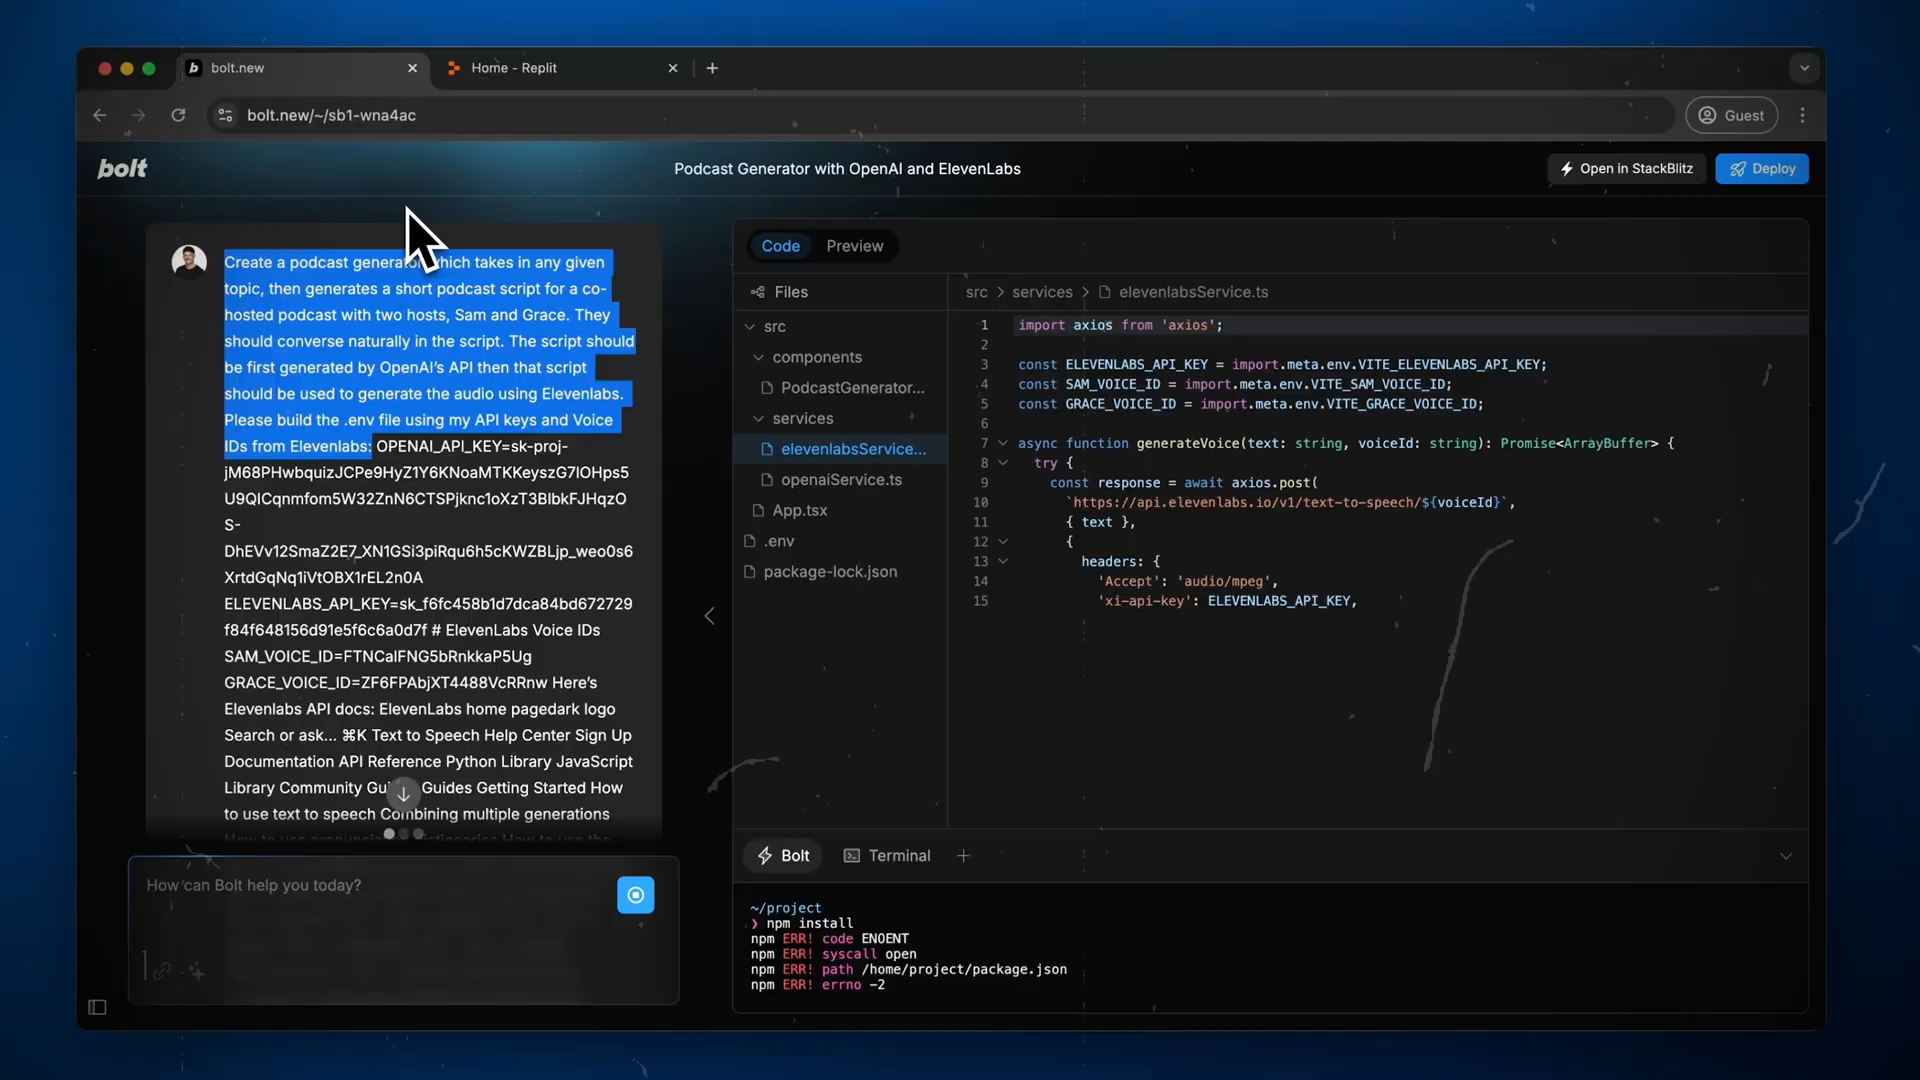 bolt.new
Home - Replit
bolt.new/~/sb1-wna4ac
Guest
bolt
Podcast Generator with OpenAI and ElevenLabs
Open in StackBlitz
Deploy
Create a podcast generator which takes in any given
topic, then generates a short podcast script for a co-
hosted podcast with two hosts, Sam and Grace. They
should converse naturally in the script. The script should
be first generated by OpenAI's API then that script
should be used to generate the audio using Elevenlabs.
Please build the .env file using my API keys and Voice
IDs from Elevenlabs: OPENAI_API_KEY=sk-proj-
jM68PHwbquizJCPe9HyZ1Y6KNoaMTKKeyszG7lOHps5
U9QICqnmfom5W32ZnN6CTSPjknc1oXzT3BlbkFJHqzO
S-
DhEVv12SmaZ2E7_XN1GSi3piRqu6h5cKWZBLjp_weo0s6
XrtdGqNq1iVtOBX1rEL2n0A
ELEVENLABS_API_KEY=sk_f6fc458b1d7dca84bd672729
f84f648156d91e5f6c6a0d7f # ElevenLabs Voice IDs
SAM_VOICE_ID=FTNCalFNG5bRnkkaP5Ug
GRACE_VOICE_ID=ZF6FPAbjXT4488VcRRnw Here's
Elevenlabs API docs: ElevenLabs home pagedark logo
Search or ask... ⌘K Text to Speech Help Center Sign Up
Documentation API Reference Python Library JavaScript
Library Community Guides Getting Started How
to use text to speech Combining multiple generations
How can Bolt help you today?
Code
Preview
Files
src
components
PodcastGenerator...
services
elevenlabsService...
openaiService.ts
App.tsx
.env
package-lock.json
src > services > elevenlabsService.ts
1 import axios from 'axios';
2
3 const ELEVENLABS_API_KEY = import.meta.env.VITE_ELEVENLABS_API_KEY;
4 const SAM_VOICE_ID = import.meta.env.VITE_SAM_VOICE_ID;
5 const GRACE_VOICE_ID = import.meta.env.VITE_GRACE_VOICE_ID;
6
7 async function generateVoice(text: string, voiceId: string): Promise<ArrayBuffer> {
8 try {
9 const response = await axios.post(
10 `https://api.elevenlabs.io/v1/text-to-speech/${voiceId}`,
11 { text },
12 {
13 headers: {
14 'Accept': 'audio/mpeg',
15 'xi-api-key': ELEVENLABS_API_KEY,
Bolt
Terminal
~/project
❯ npm install
npm ERR! code ENOENT
npm ERR! syscall open
npm ERR! path /home/project/package.json
npm ERR! errno -2